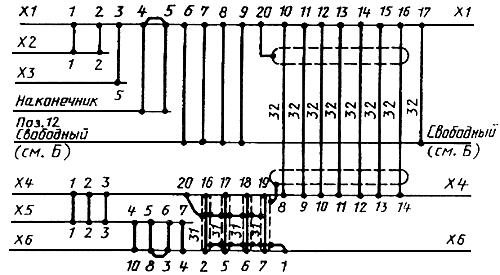 X1 1 2 3 4 5 6 7 8 9 20 10 11 12 13 14 15 16 17 X1
X2 1 2
X3 5
Наконечник
32 32 32 32 32 32 32 32
Поз.12
Свободный Свободный
(см. Б) (см. Б)
X4 1 2 3 20 16 17 18 19 8 9 10 11 12 13 14 X4
X5 1 2 3 4 5 6 7
31 31 31 31
X6 10 8 3 4 2 5 6 7 1 X6